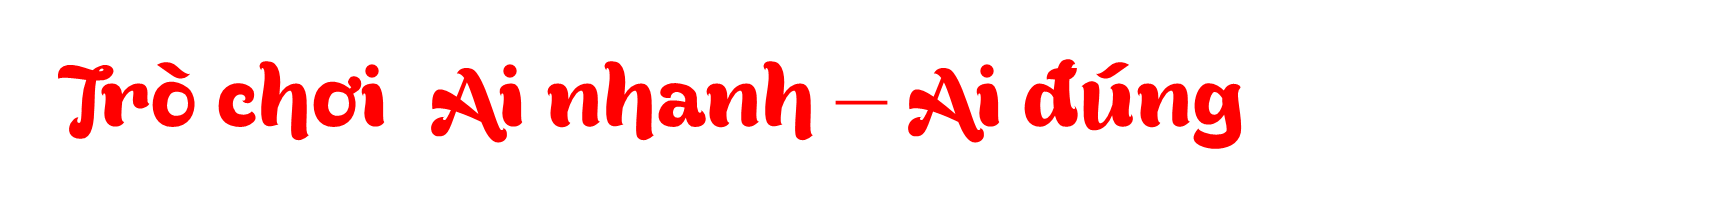 Trò chơi  Ai nhanh – Ai đúng